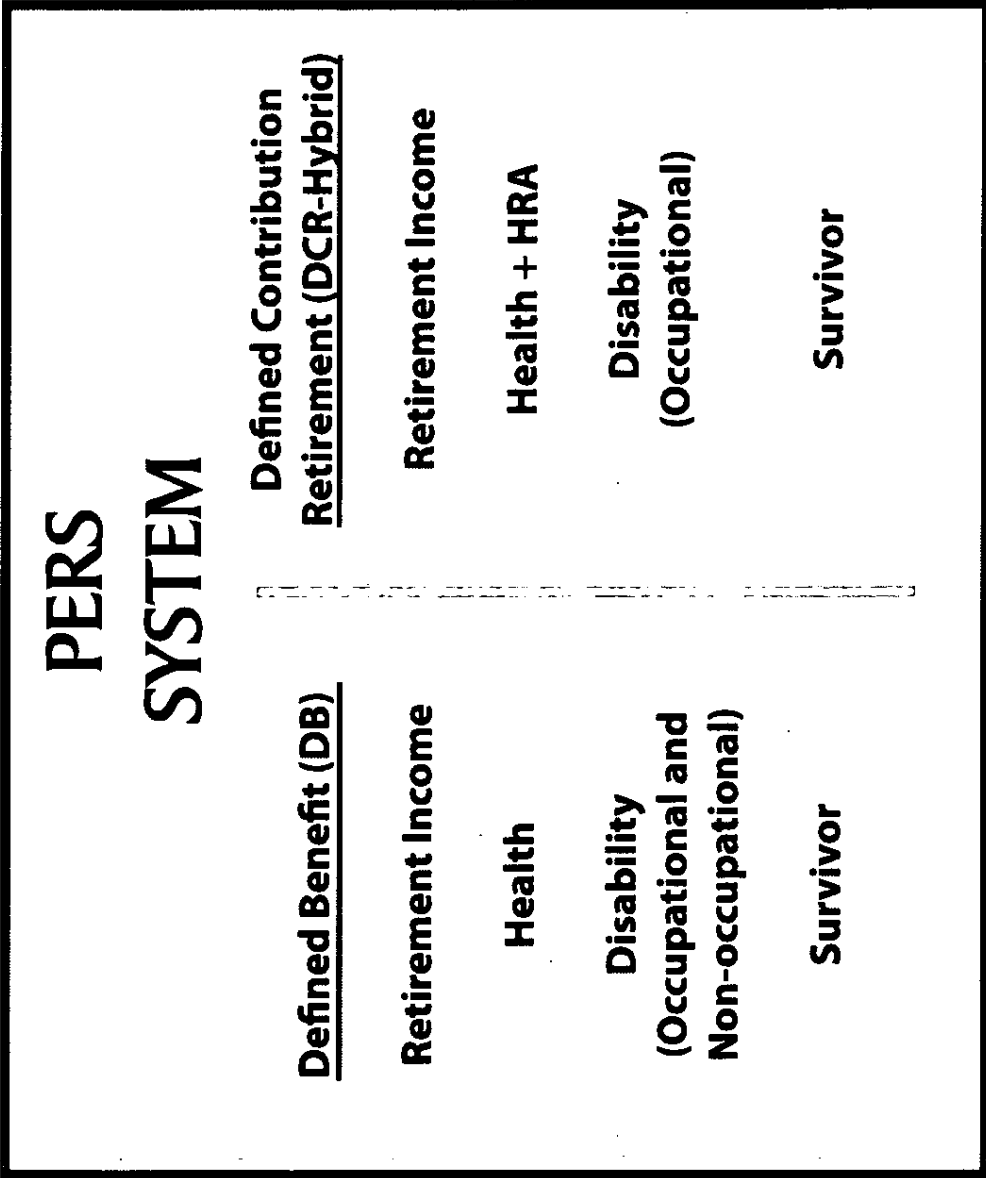 PERS
SYSTEM
Defined Benefit (DB)
Retirement Income
Health
Disability
(Occupational and
Non-occupational)
Survivor
Defined Contribution
Retirement (DCR-Hybrid)
Retirement Income
Health + HRA
Disability
(Occupational)
Survivor